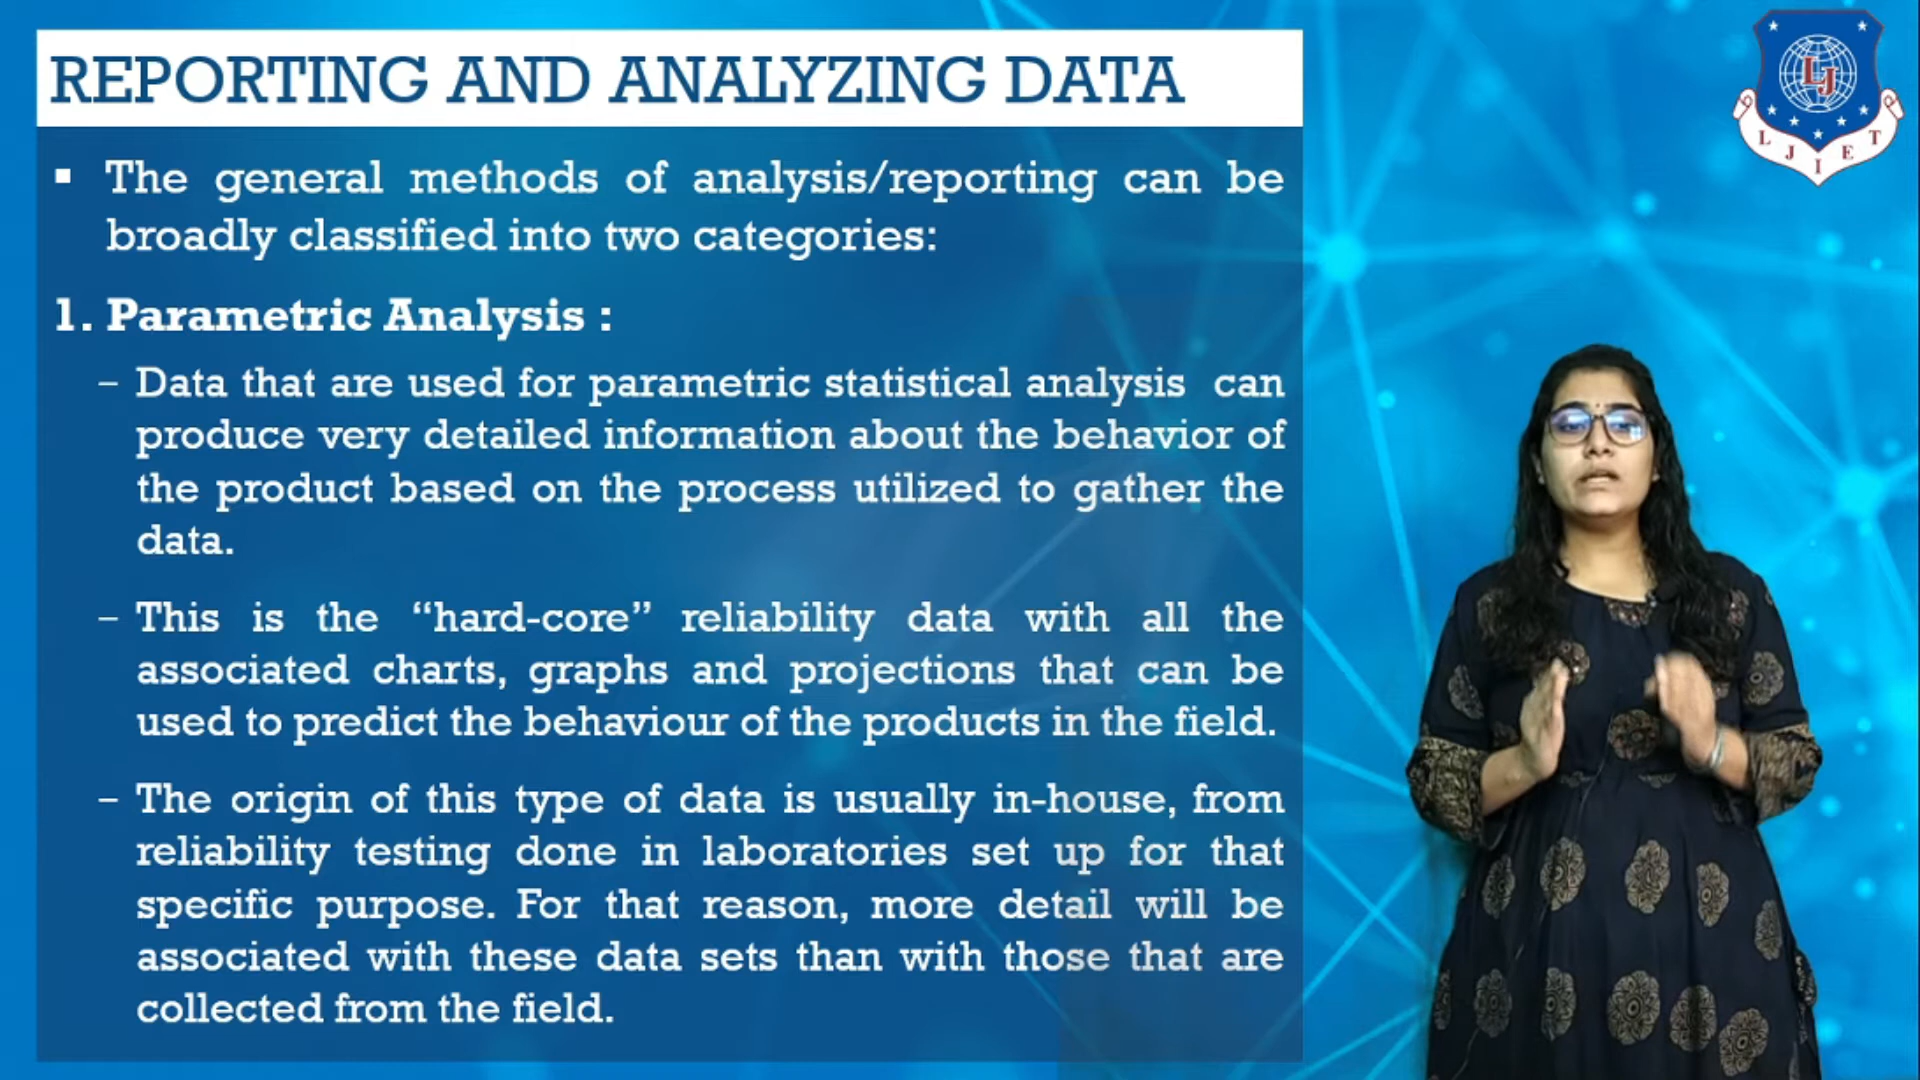 REPORTING AND ANALYZING DATA
▪ The general methods of analysis/reporting can be
broadly classified into two categories:
1. Parametric Analysis :
– Data that are used for parametric statistical analysis can
produce very detailed information about the behavior of
the product based on the process utilized to gather the
data.
– This is the “hard-core” reliability data with all the
associated charts, graphs and projections that can be
used to predict the behaviour of the products in the field.
– The origin of this type of data is usually in-house, from
reliability testing done in laboratories set up for that
specific purpose. For that reason, more detail will be
associated with these data sets than with those that are
collected from the field.
LJ
L J I E T